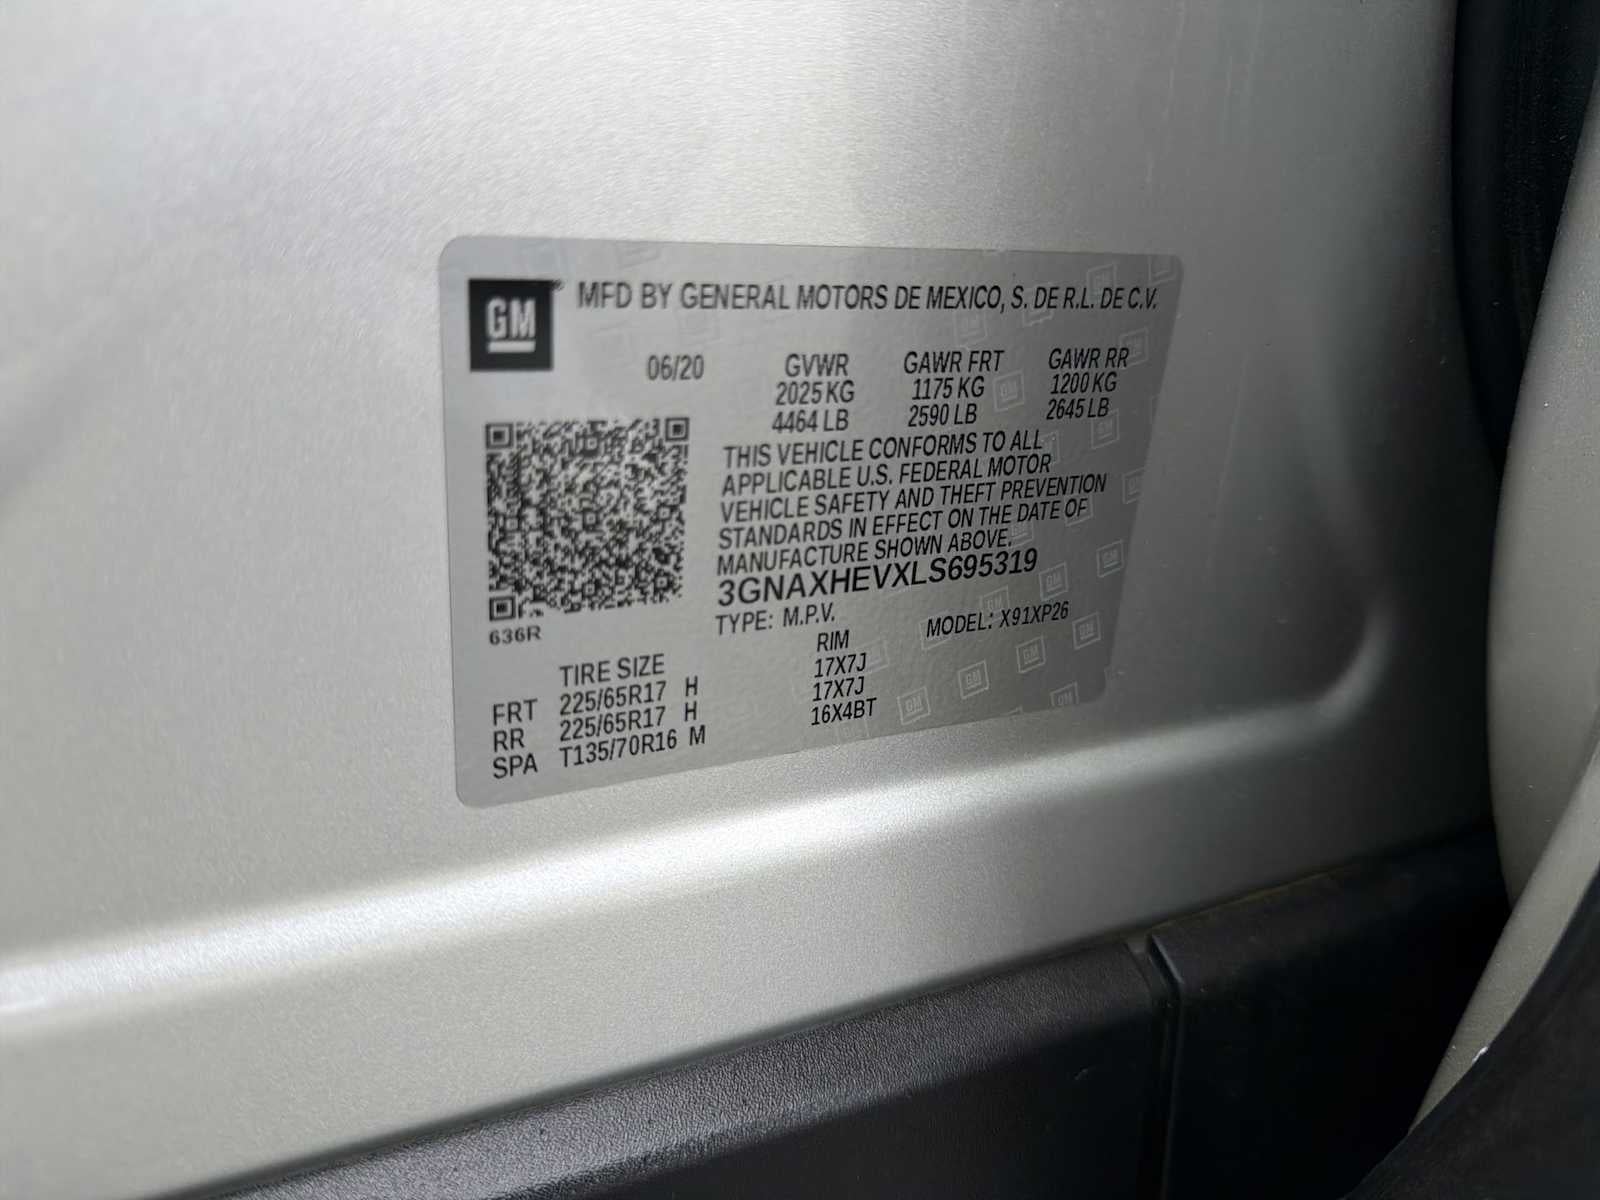 GM® MFD BY GENERAL MOTORS DE MEXICO, S. DE R.L. DE C.V.
06/20 GVWR GAWR FRT GAWR RR
2025 KG 1175 KG 1200 KG
4464 LB 2590 LB 2645 LB
THIS VEHICLE CONFORMS TO ALL
APPLICABLE U.S. FEDERAL MOTOR
VEHICLE SAFETY AND THEFT PREVENTION
STANDARDS IN EFFECT ON THE DATE OF
MANUFACTURE SHOWN ABOVE.
3GNAXHEVXLS695319
TYPE: M.P.V. MODEL: X91XP26
636R
TIRE SIZE RIM
FRT 225/65R17 H 17X7J
RR 225/65R17 H 17X7J
SPA T135/70R16 M 16X4BT